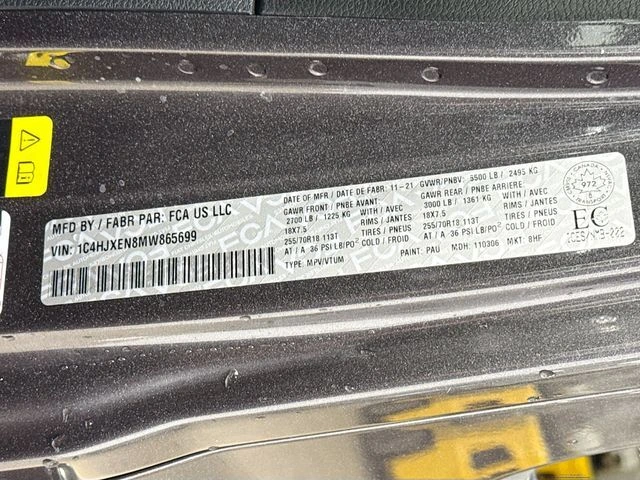 MFD BY / FABR PAR: FCA US LLC
VIN: 1C4HJXEN8MW865699
DATE OF MFR / DATE DE FABR: 11-21 GVWR/PNBV: 5500 LB / 2495 KG
GAWR FRONT / PNBE AVANT: GAWR REAR / PNBE ARRIERE:
2700 LB / 1225 KG WITH / AVEC 3000 LB / 1361 KG WITH / AVEC
18X7.5 RIMS / JANTES 18X7.5 RIMS / JANTES
255/70R18 113T TIRES / PNEUS 255/70R18 113T TIRES / PNEUS
AT / A 36 PSI LB/PO² AT / A 36 PSI LB/PO²
TYPE: MPV/VTUM PAINT: PAU MDH: 110306 MKT: 8HF
CANADA
972
EC